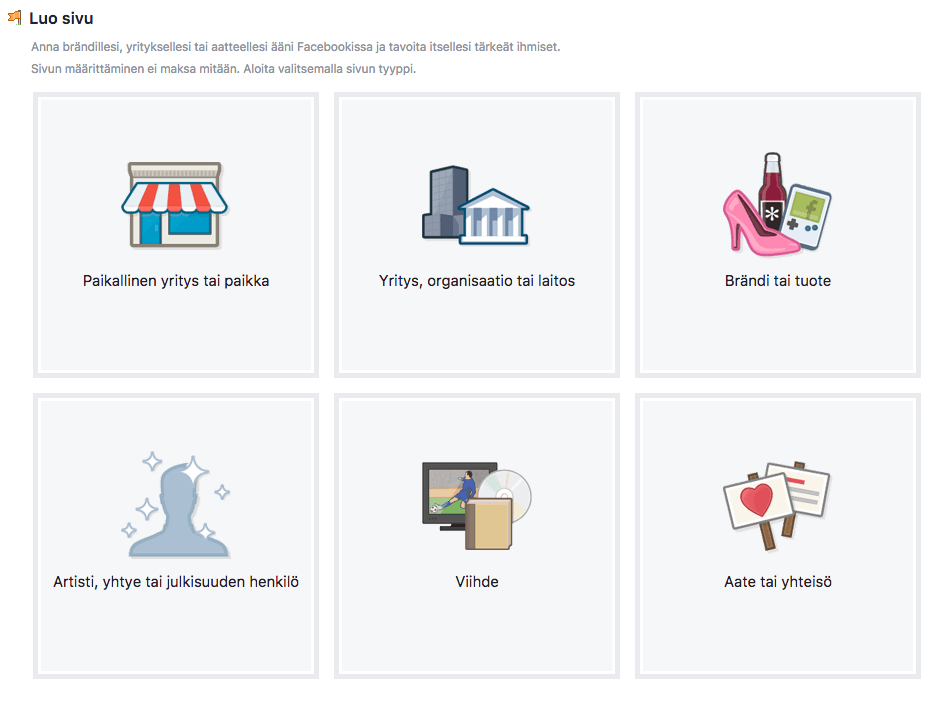 Luo sivu
Anna brändillesi, yrityksellesi tai aatteellesi ääni Facebookissa ja tavoita itsellesi tärkeät ihmiset.
Sivun määrittäminen ei maksa mitään. Aloita valitsemalla sivun tyyppi.
Paikallinen yritys tai paikka
Yritys, organisaatio tai laitos
Brändi tai tuote
Artisti, yhtye tai julkisuuden henkilö
Viihde
Aate tai yhteisö